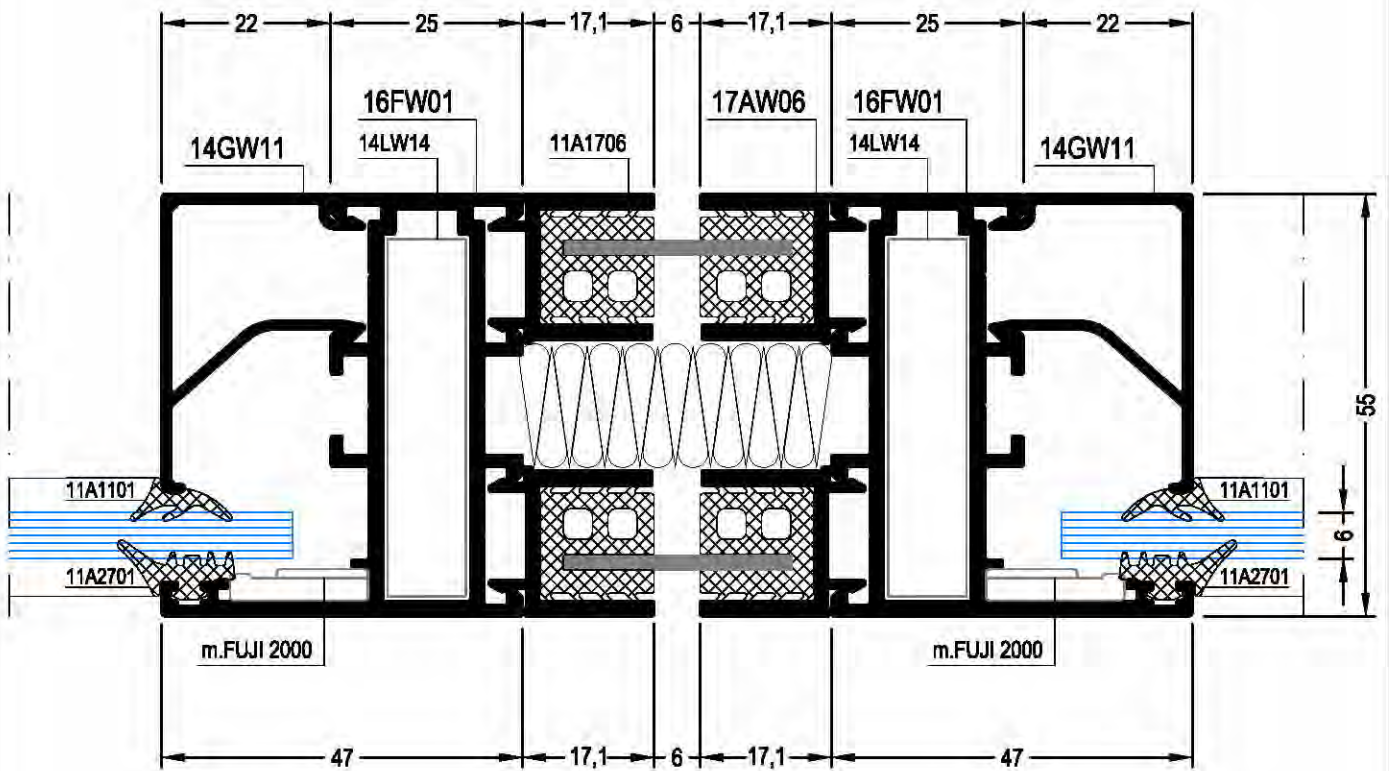 22 25 17,1 6 17,1 25 22
16FW01 17AW06 16FW01
14GW11 14LW14 11A1706 14LW14 14GW11
55
11A1101 11A1101
6
11A2701 11A2701
m.FUJI 2000 m.FUJI 2000
47 17,1 6 17,1 47